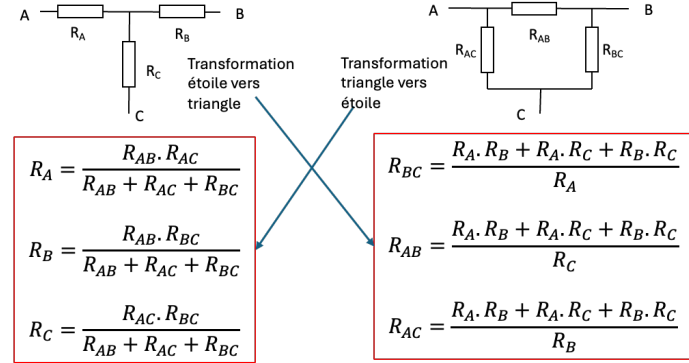 A
R_A
R_B
B
R_C
C
A
R_AB
B
R_AC
R_BC
C
Transformation
étoile vers
triangle
Transformation
triangle vers
étoile
R_A = (R_AB . R_AC) / (R_AB + R_AC + R_BC)
R_B = (R_AB . R_BC) / (R_AB + R_AC + R_BC)
R_C = (R_AC . R_BC) / (R_AB + R_AC + R_BC)
R_BC = (R_A . R_B + R_A . R_C + R_B . R_C) / R_A
R_AB = (R_A . R_B + R_A . R_C + R_B . R_C) / R_C
R_AC = (R_A . R_B + R_A . R_C + R_B . R_C) / R_B